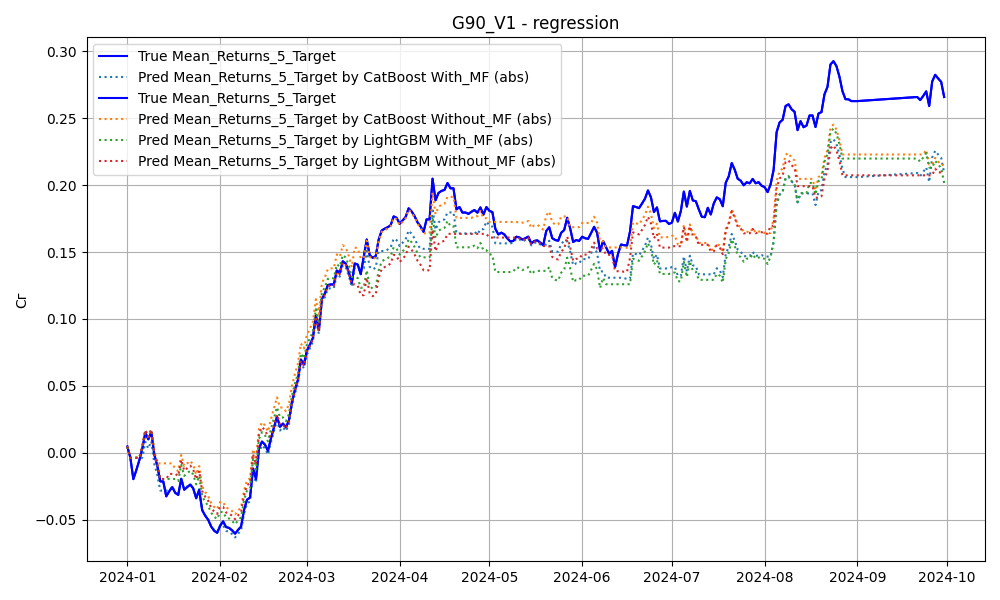 G90_V1 - regression
True Mean_Returns_5_Target
Pred Mean_Returns_5_Target by CatBoost With_MF (abs)
True Mean_Returns_5_Target
Pred Mean_Returns_5_Target by CatBoost Without_MF (abs)
Pred Mean_Returns_5_Target by LightGBM With_MF (abs)
Pred Mean_Returns_5_Target by LightGBM Without_MF (abs)
0.30
0.25
0.20
0.15
0.10
0.05
0.00
−0.05
Cr
2024-01 2024-02 2024-03 2024-04 2024-05 2024-06 2024-07 2024-08 2024-09 2024-10